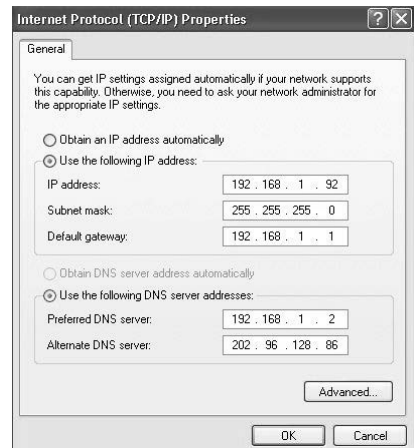 Internet Protocol (TCP/IP) Properties
General
You can get IP settings assigned automatically if your network supports
this capability. Otherwise, you need to ask your network administrator for
the appropriate IP settings.
Obtain an IP address automatically
Use the following IP address:
IP address: 192 . 168 . 1 . 92
Subnet mask: 255 . 255 . 255 . 0
Default gateway: 192 . 168 . 1 . 1
Obtain DNS server address automatically
Use the following DNS server addresses:
Preferred DNS server: 192 . 168 . 1 . 2
Alternate DNS server: 202 . 96 . 128 . 86
Advanced...
OK Cancel